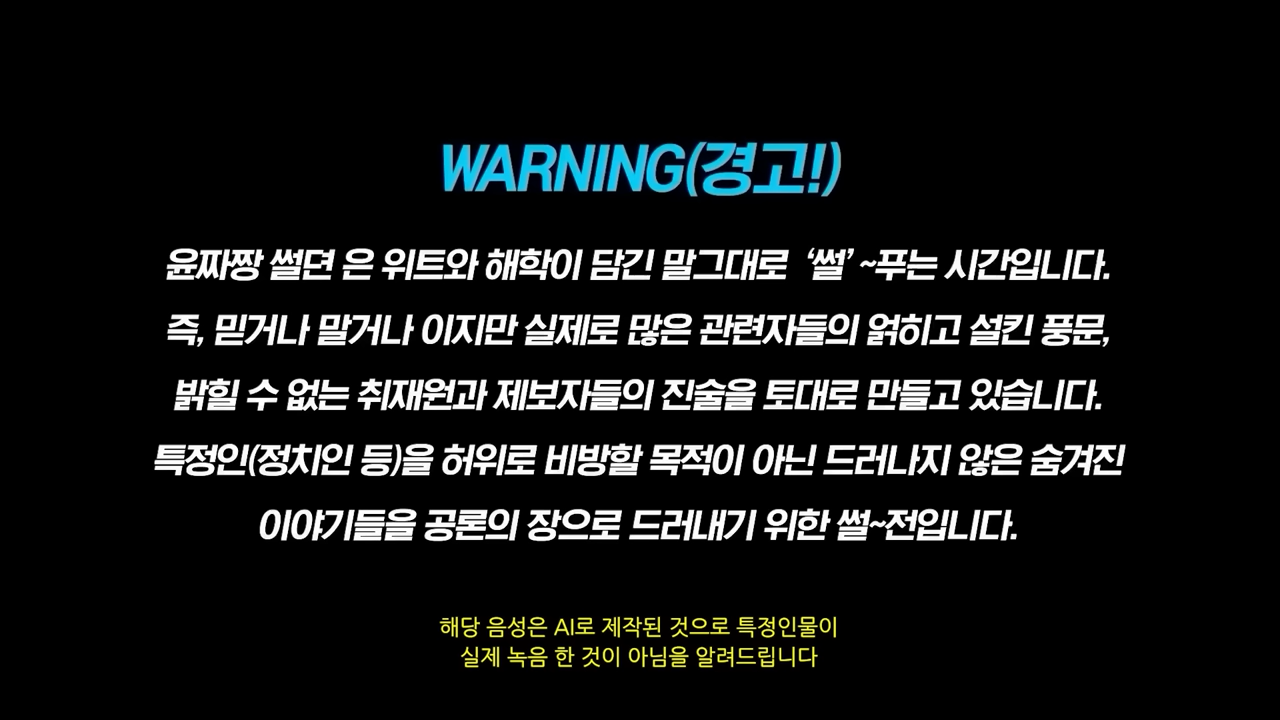 WARNING(경고!)
윤짜장 썰뎐 은 위트와 해학이 담긴 말그대로 ‘썰’ ~푸는 시간입니다.
즉, 믿거나 말거나 이지만 실제로 많은 관련자들의 얽히고 설킨 풍문,
밝힐 수 없는 취재원과 제보자들의 진술을 토대로 만들고 있습니다.
특정인(정치인 등)을 허위로 비방할 목적이 아닌 드러나지 않은 숨겨진
이야기들을 공론의 장으로 드러내기 위한 썰~전입니다.
해당 음성은 AI로 제작된 것으로 특정인물이
실제 녹음 한 것이 아님을 알려드립니다